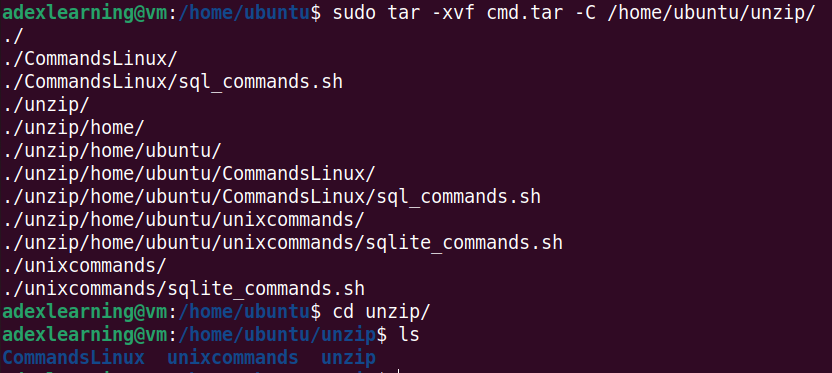 adexlearning@vm:/home/ubuntu$ sudo tar -xvf cmd.tar -C /home/ubuntu/unzip/
./
./CommandsLinux/
./CommandsLinux/sql_commands.sh
./unzip/
./unzip/home/
./unzip/home/ubuntu/
./unzip/home/ubuntu/CommandsLinux/
./unzip/home/ubuntu/CommandsLinux/sql_commands.sh
./unzip/home/ubuntu/unixcommands/
./unzip/home/ubuntu/unixcommands/sqlite_commands.sh
./unixcommands/
./unixcommands/sqlite_commands.sh
adexlearning@vm:/home/ubuntu$ cd unzip/
adexlearning@vm:/home/ubuntu/unzip$ ls
CommandsLinux  unixcommands  unzip